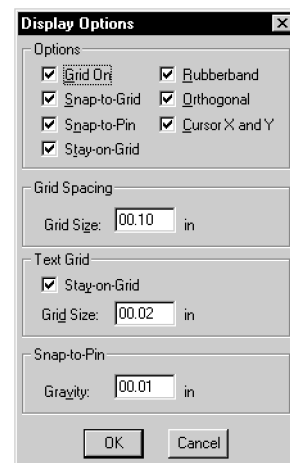 Display Options
Options
Grid On Rubberband
Snap-to-Grid Orthogonal
Snap-to-Pin Cursor X and Y
Stay-on-Grid
Grid Spacing
Grid Size: 00.10 in
Text Grid
Stay-on-Grid
Grid Size: 00.02 in
Snap-to-Pin
Gravity: 00.01 in
OK Cancel